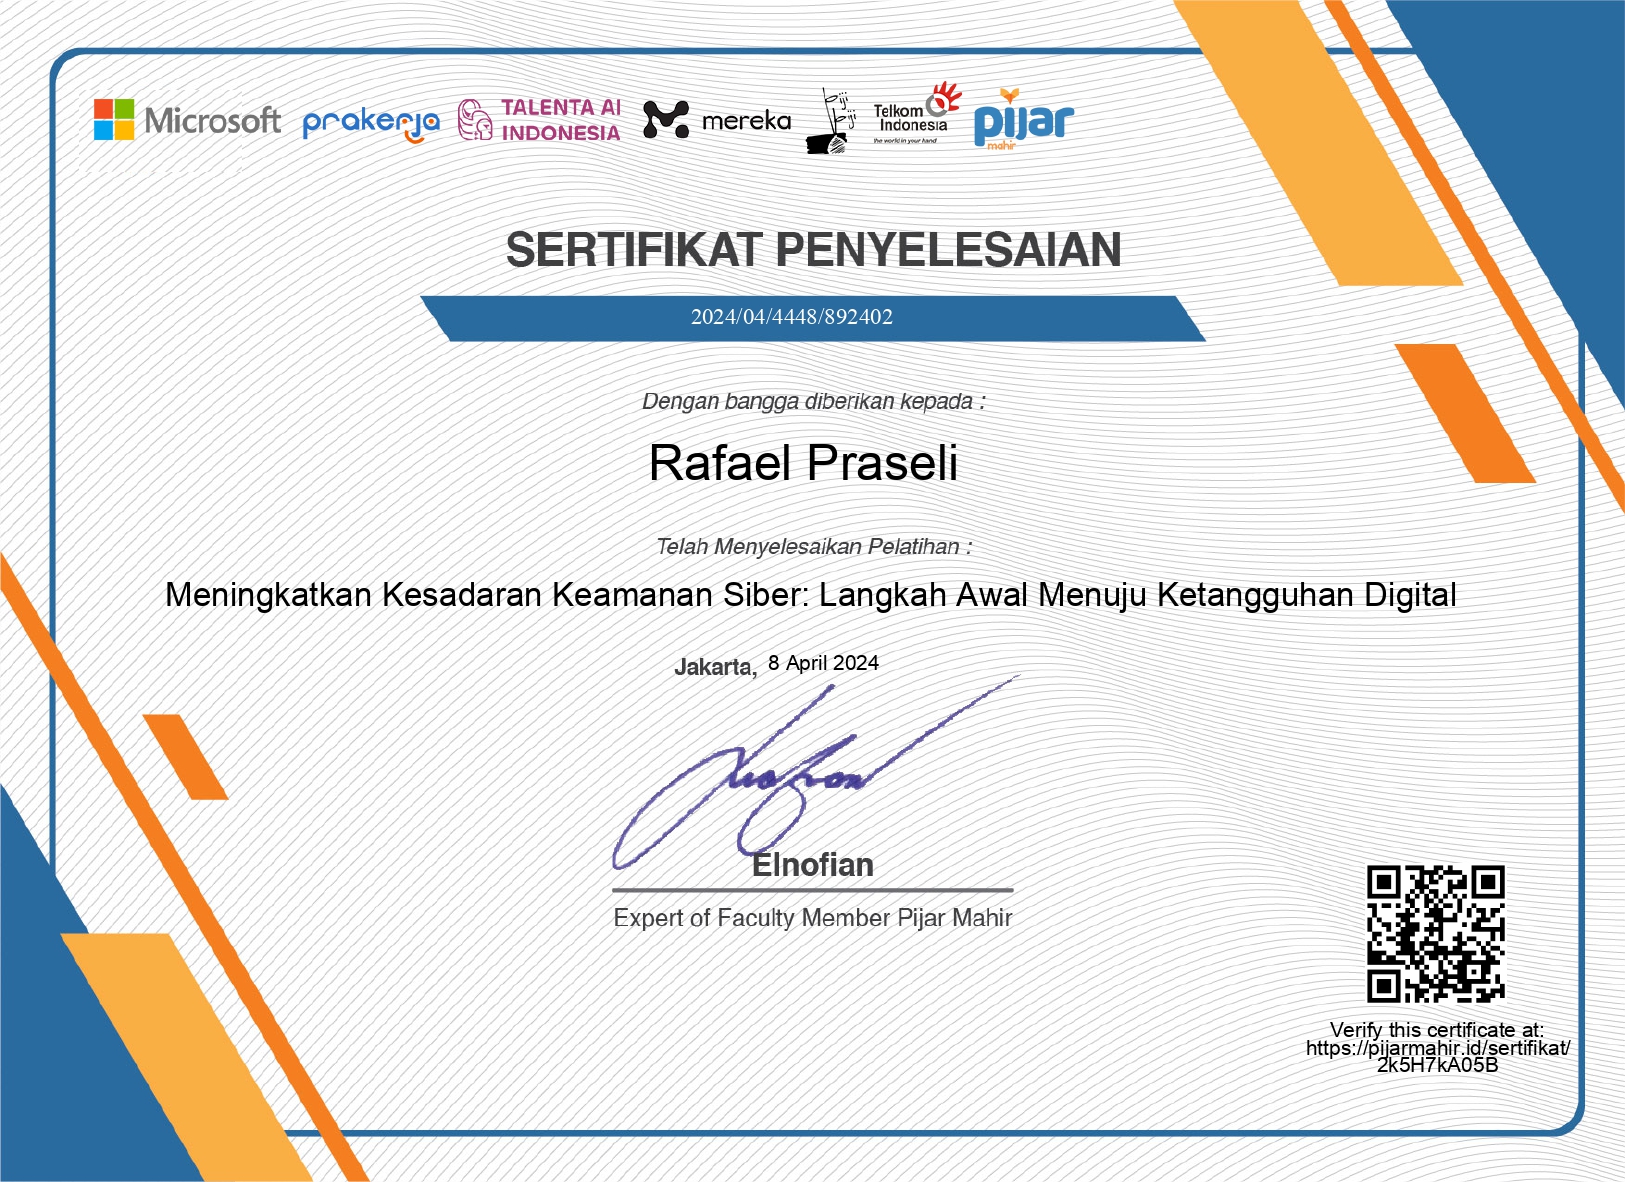 Microsoft prakerja TALENTA AI INDONESIA mereka Biji Biji Telkom Indonesia the world in your hand pijar mahir
SERTIFIKAT PENYELESAIAN
2024/04/4448/892402
Dengan bangga diberikan kepada :
Rafael Praseli
Telah Menyelesaikan Pelatihan :
Meningkatkan Kesadaran Keamanan Siber: Langkah Awal Menuju Ketangguhan Digital
Jakarta, 8 April 2024
Elnofian
Expert of Faculty Member Pijar Mahir
Verify this certificate at:
https://pijarmahir.id/sertifikat/
2k5H7kA05B